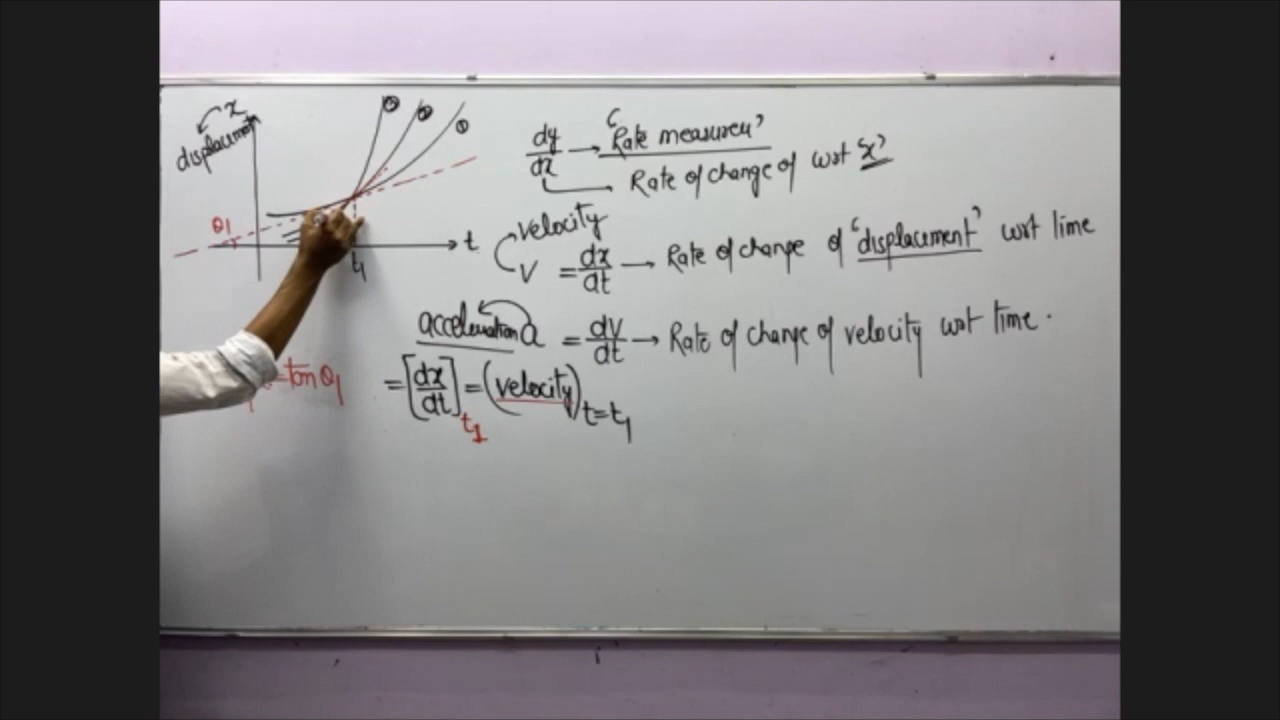 x
displacement
③
②
①
θ1
t
t1
dy/dx → 'Rate measurer'
Rate of change of wrt 'x'
velocity
v = dx/dt → Rate of change of 'displacement' wrt time
acceleration a = dv/dt → Rate of change of velocity wrt time.
= tan θ1 = [dx/dt]t1 = (velocity)t=t1